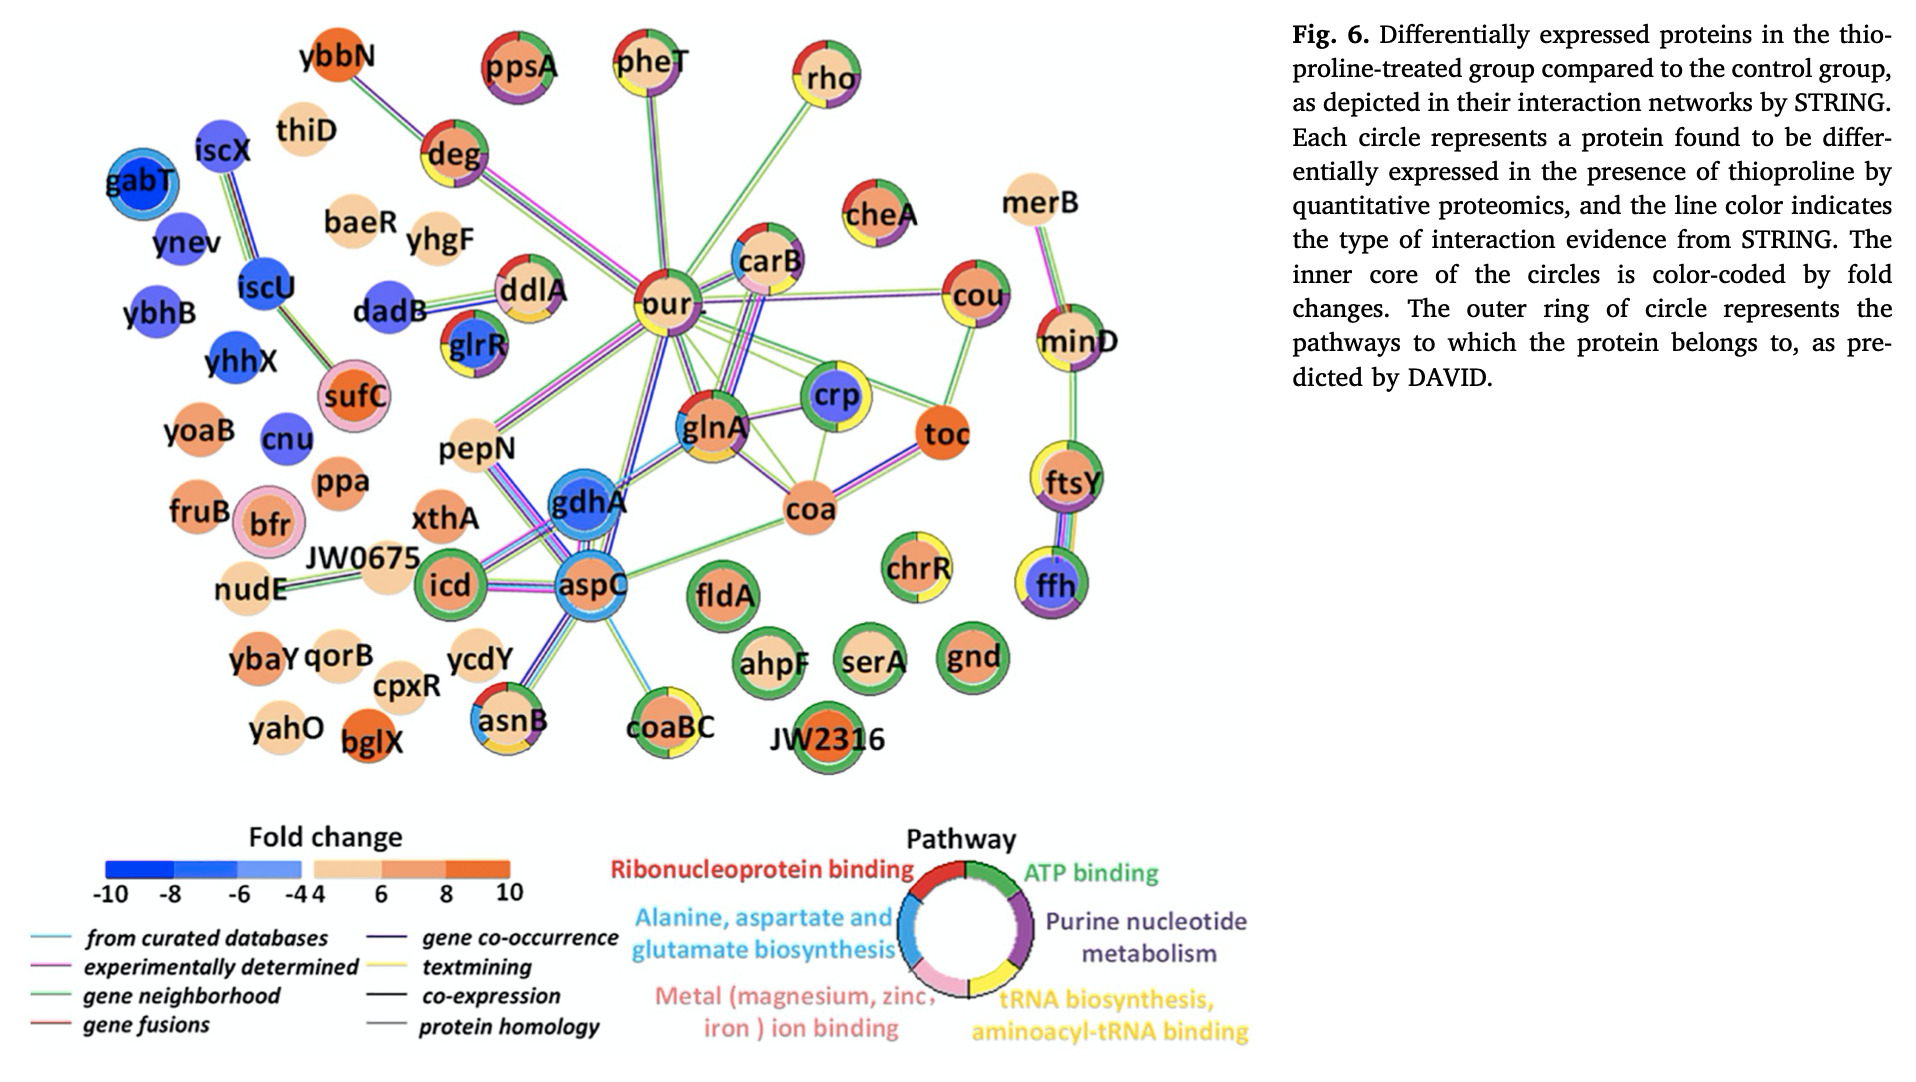 ybbN
ppsA
pheT
rho
thiD
deg
iscX
gabT
merB
cheA
baeR
yhgF
ynev
carB
iscU
ddlA
cou
pur
dadB
ybhB
minD
glrR
yhhX
sufC
crp
glnA
yoaB
cnu
toc
pepN
ppa
ftsY
gdhA
fruB
bfr
xthA
coa
JW0675
chrR
nudE
icd
aspC
fldA
ffh
ybaY
qorB
ycdY
ahpF
serA
gnd
cpxR
yahO
bglX
asnB
coaBC
JW2316
Fold change
-10 -8 -6 -4 4 6 8 10
from curated databases
experimentally determined
gene neighborhood
gene fusions
gene co-occurrence
textmining
co-expression
protein homology
Pathway
Ribonucleoprotein binding
ATP binding
Alanine, aspartate and
glutamate biosynthesis
Purine nucleotide
metabolism
Metal (magnesium, zinc,
iron ) ion binding
tRNA biosynthesis,
aminoacyl-tRNA binding
Fig. 6. Differentially expressed proteins in the thio-
proline-treated group compared to the control group,
as depicted in their interaction networks by STRING.
Each circle represents a protein found to be differ-
entially expressed in the presence of thioproline by
quantitative proteomics, and the line color indicates
the type of interaction evidence from STRING. The
inner core of the circles is color-coded by fold
changes. The outer ring of circle represents the
pathways to which the protein belongs to, as pre-
dicted by DAVID.